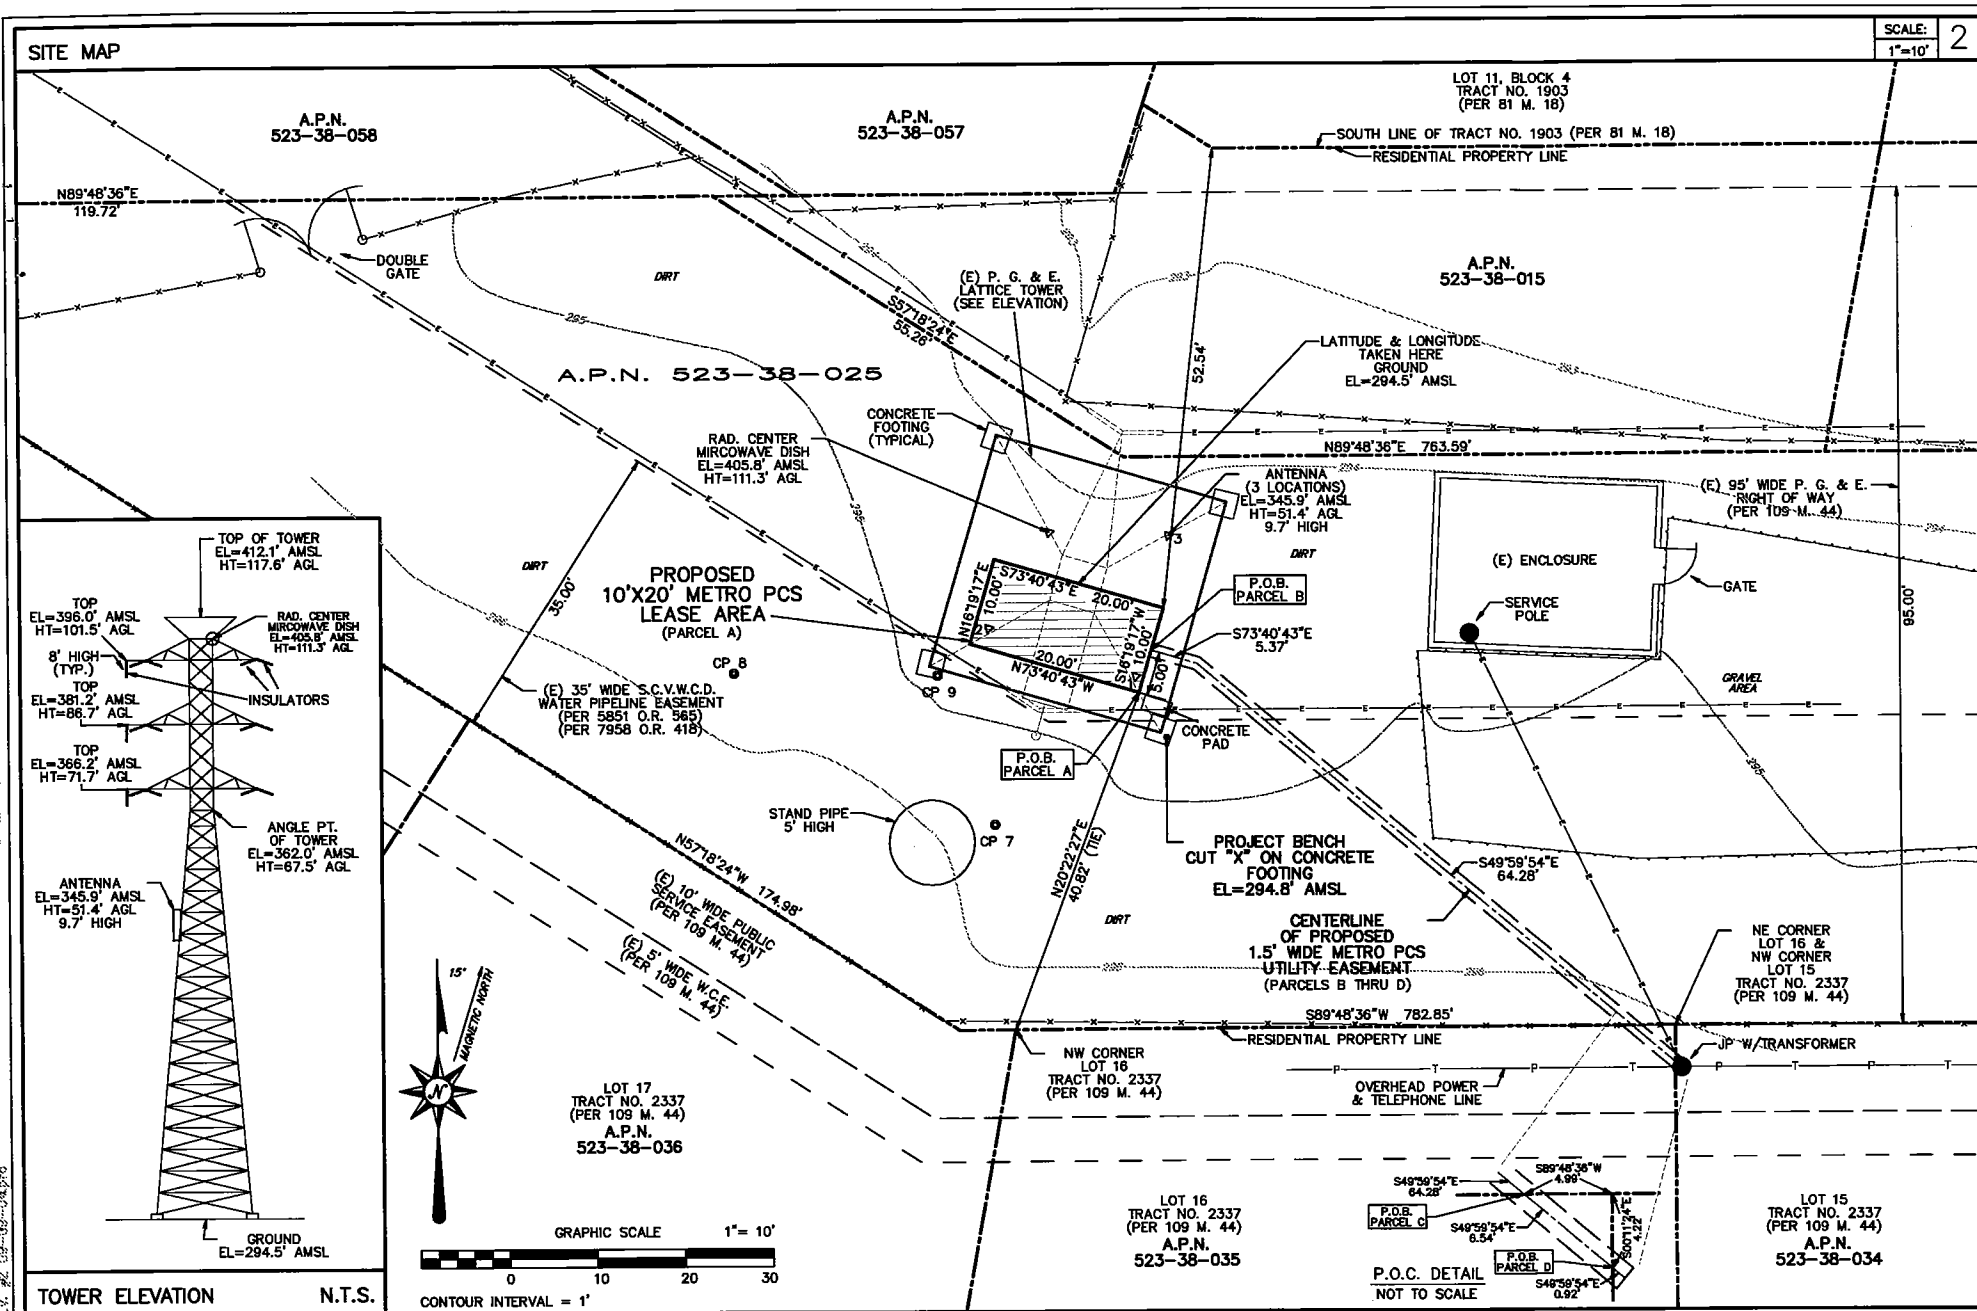 SITE MAP
SCALE:
1"=10'
2
A.P.N.
523-38-058
A.P.N.
523-38-057
LOT 11, BLOCK 4
TRACT NO. 1903
(PER 81 M. 18)
SOUTH LINE OF TRACT NO. 1903 (PER 81 M. 18)
RESIDENTIAL PROPERTY LINE
N89°48'36"E
119.72'
DOUBLE
GATE
DIRT
295
294
293
293
(E) P. G. & E.
LATTICE TOWER
(SEE ELEVATION)
A.P.N.
523-38-015
S57°18'24"E
55.26'
52.54'
LATITUDE & LONGITUDE
TAKEN HERE
GROUND
EL=294.5' AMSL
A.P.N. 523-38-025
CONCRETE
FOOTING
(TYPICAL)
RAD. CENTER
MIRCOWAVE DISH
EL=405.8' AMSL
HT=111.3' AGL
N89°48'36"E 763.59'
294
ANTENNA
(3 LOCATIONS)
EL=345.9' AMSL
HT=51.4' AGL
9.7' HIGH
(E) 95' WIDE P. G. & E.
RIGHT OF WAY
(PER 109 M. 44)
294
295
3
DIRT
(E) ENCLOSURE
GATE
SERVICE
POLE
95.00'
DIRT
35.00'
PROPOSED
10'X20' METRO PCS
LEASE AREA
(PARCEL A)
S73°40'43"E
20.00'
N16°19'17"E
10.00'
S16°19'17"W
10.00'
20.00'
N73°40'43"W
2
5.00'
P.O.B.
PARCEL B
S73°40'43"E
5.37'
CP 8
CP 9
(E) 35' WIDE S.C.V.W.C.D.
WATER PIPELINE EASEMENT
(PER 5851 O.R. 565)
(PER 7958 O.R. 418)
GRAVEL
AREA
CONCRETE
PAD
P.O.B.
PARCEL A
295
STAND PIPE
5' HIGH
CP 7
N57°18'24"W 174.98'
(E) 10' WIDE PUBLIC
SERVICE EASEMENT
(PER 109 M. 44)
(E) 5' WIDE W.C.E.
(PER 109 M. 44)
N20°22'27"E
40.82' (TIE)
DIRT
PROJECT BENCH
CUT "X" ON CONCRETE
FOOTING
EL=294.8' AMSL
S49°59'54"E
64.28'
CENTERLINE
OF PROPOSED
1.5' WIDE METRO PCS
UTILITY EASEMENT
(PARCELS B THRU D)
NE CORNER
LOT 16 &
NW CORNER
LOT 15
TRACT NO. 2337
(PER 109 M. 44)
S89°48'36"W 782.85'
RESIDENTIAL PROPERTY LINE
JP W/TRANSFORMER
NW CORNER
LOT 16
TRACT NO. 2337
(PER 109 M. 44)
P T P T P T P T
OVERHEAD POWER
& TELEPHONE LINE
15°
MAGNETIC NORTH
N
LOT 17
TRACT NO. 2337
(PER 109 M. 44)
A.P.N.
523-38-036
LOT 16
TRACT NO. 2337
(PER 109 M. 44)
A.P.N.
523-38-035
LOT 15
TRACT NO. 2337
(PER 109 M. 44)
A.P.N.
523-38-034
S49°59'54"E
64.28'
S89°48'36"W
4.99'
P.O.B.
PARCEL C
S49°59'54"E
6.54'
S00°11'24"E
4.22'
P.O.B.
PARCEL D
S49°59'54"E
0.92'
P.O.C. DETAIL
NOT TO SCALE
GRAPHIC SCALE 1"= 10'
0 10 20 30
CONTOUR INTERVAL = 1'
TOP OF TOWER
EL=412.1' AMSL
HT=117.6' AGL
TOP
EL=396.0' AMSL
HT=101.5' AGL
8' HIGH
(TYP.)
RAD. CENTER
MIRCOWAVE DISH
EL=405.8' AMSL
HT=111.3' AGL
TOP
EL=381.2' AMSL
HT=86.7' AGL
INSULATORS
TOP
EL=366.2' AMSL
HT=71.7' AGL
ANGLE PT.
OF TOWER
EL=362.0' AMSL
HT=67.5' AGL
ANTENNA
EL=345.9' AMSL
HT=51.4' AGL
9.7' HIGH
GROUND
EL=294.5' AMSL
TOWER ELEVATION N.T.S.